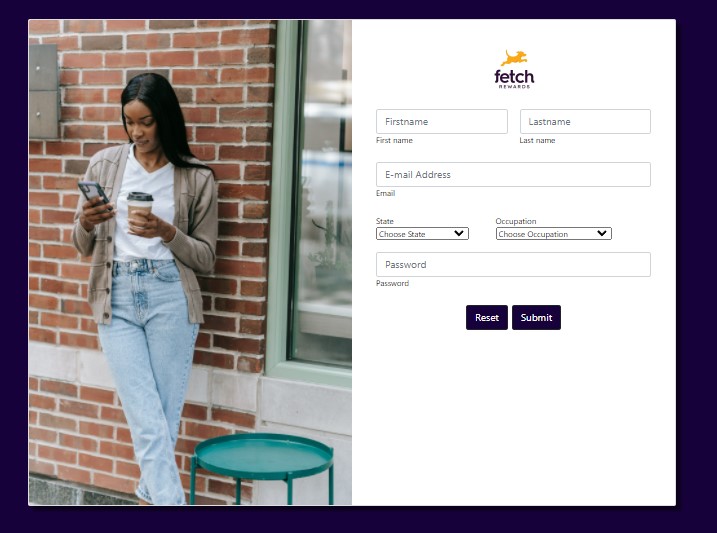 fetch
REWARDS
Firstname Lastname
First name Last name
E-mail Address
Email
State Occupation
Choose State Choose Occupation
Password
Password
Reset Submit